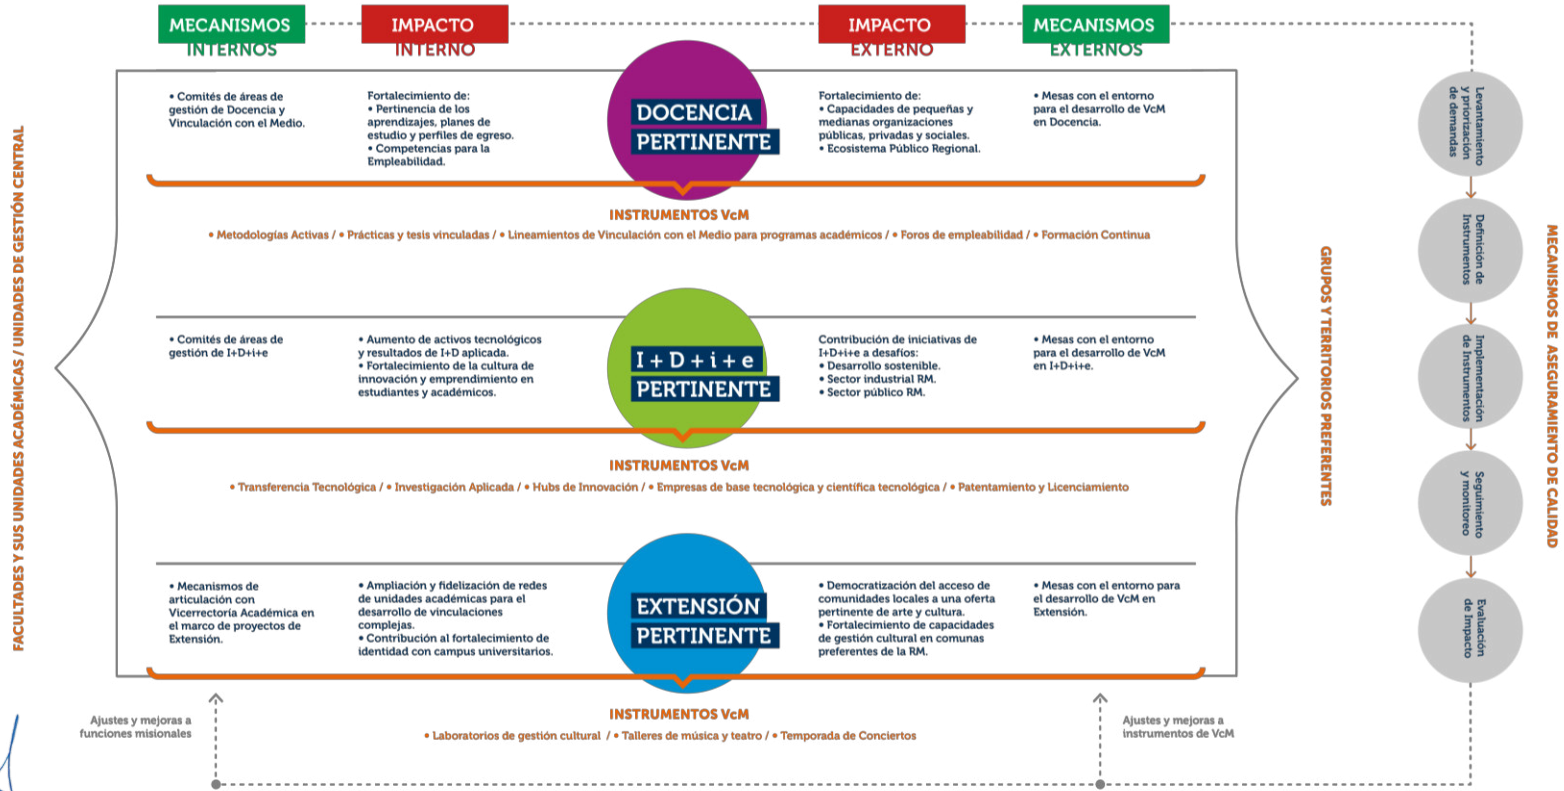 MECANISMOS
INTERNOS
IMPACTO
INTERNO
IMPACTO
EXTERNO
MECANISMOS
EXTERNOS
FACULTADES Y SUS UNIDADES ACADÉMICAS / UNIDADES DE GESTIÓN CENTRAL
• Comités de áreas de
gestión de Docencia y
Vinculación con el Medio.
Fortalecimiento de:
• Pertinencia de los
aprendizajes, planes de
estudio y perfiles de egreso.
• Competencias para la
Empleabilidad.
DOCENCIA
PERTINENTE
Fortalecimiento de:
• Capacidades de pequeñas y
medianas organizaciones
públicas, privadas y sociales.
• Ecosistema Público Regional.
• Mesas con el entorno
para el desarrollo de VcM
en Docencia.
INSTRUMENTOS VcM
• Metodologías Activas / • Prácticas y tesis vinculadas / • Lineamientos de Vinculación con el Medio para programas académicos / • Foros de empleabilidad / • Formación Continua
• Comités de áreas de
gestión de I+D+i+e
• Aumento de activos tecnológicos
y resultados de I+D aplicada.
• Fortalecimiento de la cultura de
innovación y emprendimiento en
estudiantes y académicos.
I + D + i + e
PERTINENTE
Contribución de iniciativas de
I+D+i+e a desafíos:
• Desarrollo sostenible.
• Sector industrial RM.
• Sector público RM.
• Mesas con el entorno
para el desarrollo de VcM
en I+D+i+e.
INSTRUMENTOS VcM
• Transferencia Tecnológica / • Investigación Aplicada / • Hubs de Innovación / • Empresas de base tecnológica y científica tecnológica / • Patentamiento y Licenciamiento
• Mecanismos de
articulación con
Vicerrectoría Académica en
el marco de proyectos de
Extensión.
• Ampliación y fidelización de redes
de unidades académicas para el
desarrollo de vinculaciones
complejas.
• Contribución al fortalecimiento de
identidad con campus universitarios.
EXTENSIÓN
PERTINENTE
• Democratización del acceso de
comunidades locales a una oferta
pertinente de arte y cultura.
• Fortalecimiento de capacidades
de gestión cultural en comunas
preferentes de la RM.
• Mesas con el entorno para
el desarrollo de VcM en
Extensión.
INSTRUMENTOS VcM
• Laboratorios de gestión cultural / • Talleres de música y teatro / • Temporada de Conciertos
Ajustes y mejoras a
funciones misionales
Ajustes y mejoras a
instrumentos de VcM
GRUPOS Y TERRITORIOS PREFERENTES
Levantamiento
y priorización
de demandas
Definición de
Instrumentos
Implementación
de Instrumentos
Seguimiento
y monitoreo
Evaluación
de Impacto
MECANISMOS DE ASEGURAMIENTO DE CALIDAD